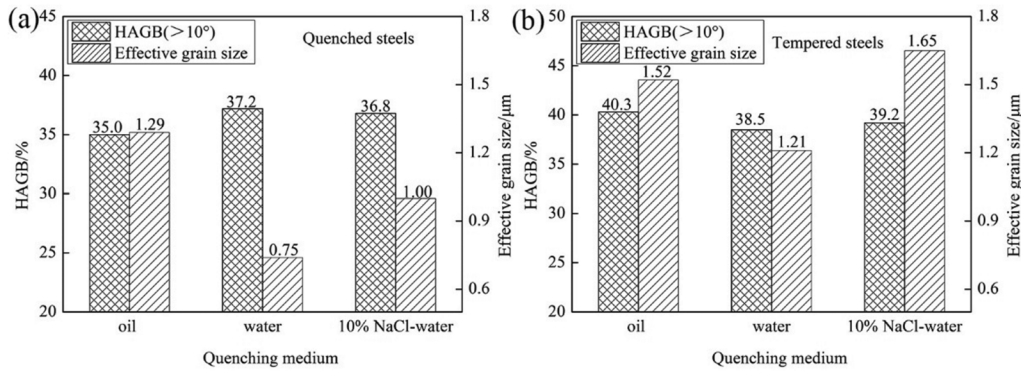 (a)
45
40
35
30
25
20
HAGB/%
HAGB(>10°)
Effective grain size
Quenched steels
35.0
1.29
37.2
0.75
36.8
1.00
1.8
1.5
1.2
0.9
0.6
Effective grain size/μm
oil
water
10% NaCl-water
Quenching medium
(b)
50
45
40
35
30
25
20
HAGB/%
HAGB(>10°)
Effective grain size
Tempered steels
40.3
1.52
38.5
1.21
39.2
1.65
1.8
1.5
1.2
0.9
0.6
Effective grain size/μm
oil
water
10% NaCl-water
Quenching medium